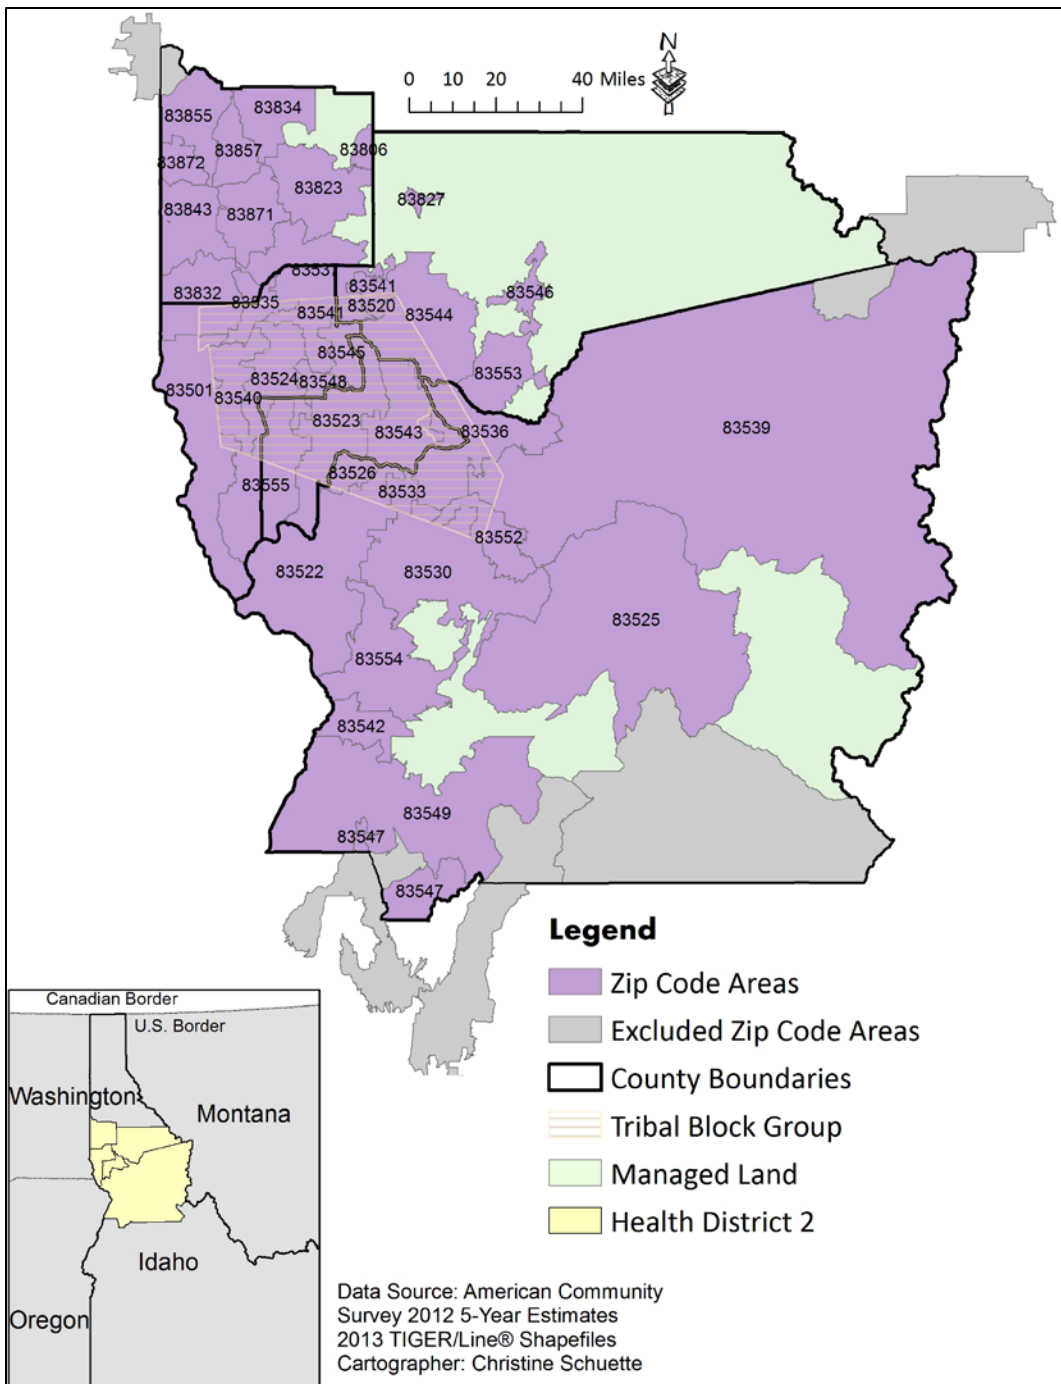 N
0 10 20 40 Miles
83855
83834
83857
83806
83872
83823
83827
83843
83871
83537
83541
83832
83535
83520
83546
83541
83544
83545
83553
83501
83524
83548
83540
83523
83539
83543
83536
83526
83555
83533
83552
83522
83530
83525
83554
83542
83549
83547
83547
Legend
Zip Code Areas
Excluded Zip Code Areas
County Boundaries
Tribal Block Group
Managed Land
Health District 2
Canadian Border
U.S. Border
Washington
Montana
Idaho
Oregon
Data Source: American Community
Survey 2012 5-Year Estimates
2013 TIGER/Line® Shapefiles
Cartographer: Christine Schuette